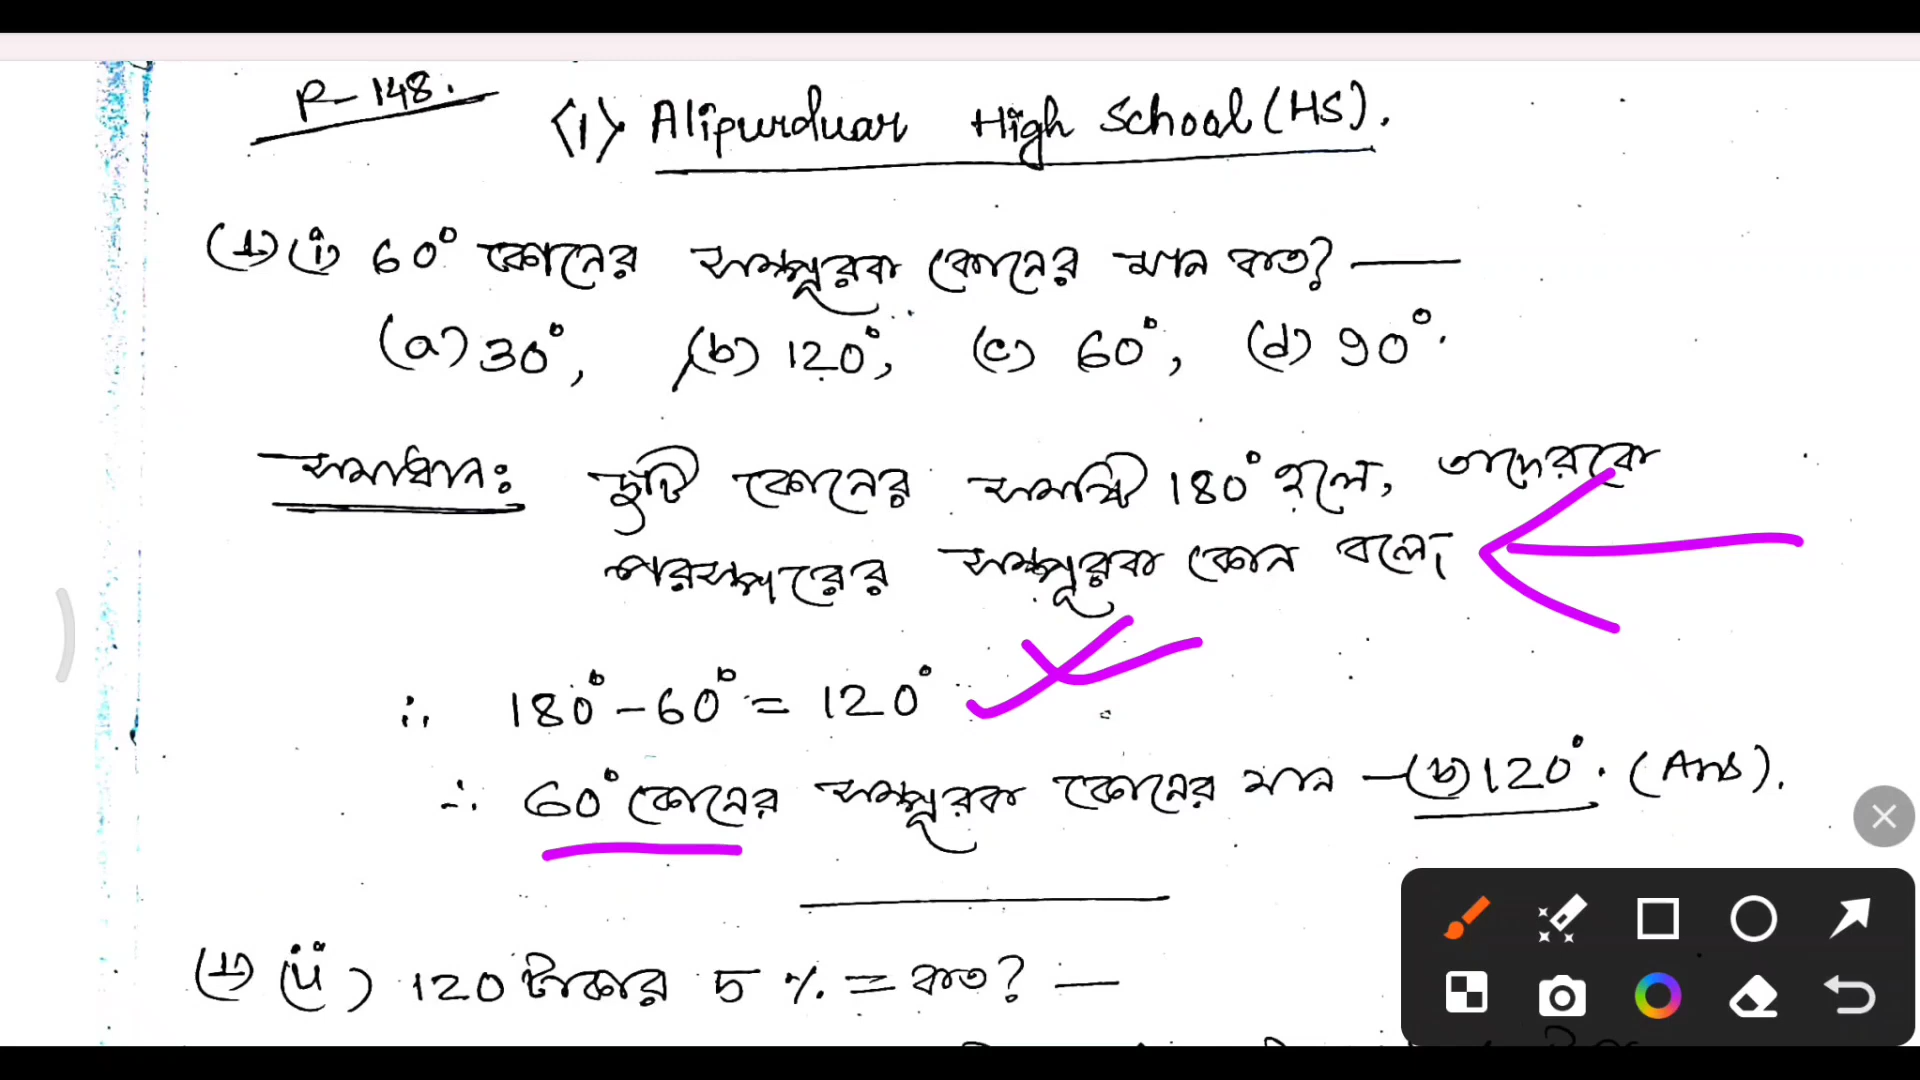 P-148.
(1) Alipurduar High School (HS).
(1) (i) 60° কোনের সম্পূরক কোনের মান কত? —
(a) 30°, (b) 120°, (c) 60°, (d) 90°.
সমাধান: দুটি কোনের সমষ্টি 180° হলে, তাদেরকে
পরস্পরের সম্পূরক কোন বলে,
∴ 180° - 60° = 120°
∴ 60° কোনের সম্পূরক কোনের মান — (b) 120°. (Ans).
(1) (ii) 120 টাকার 5 % = কত? —